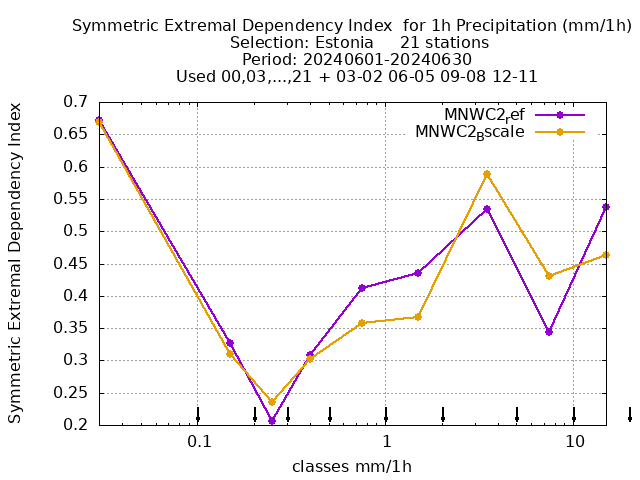 Symmetric Extremal Dependency Index  for 1h Precipitation (mm/1h)
Selection: Estonia     21 stations
Period: 20240601-20240630
Used 00,03,...,21 + 03-02 06-05 09-08 12-11
Symmetric Extremal Dependency Index
0.7
0.65
0.6
0.55
0.5
0.45
0.4
0.35
0.3
0.25
0.2
MNWC2ref
MNWC2Bscale
0.1
1
10
classes mm/1h